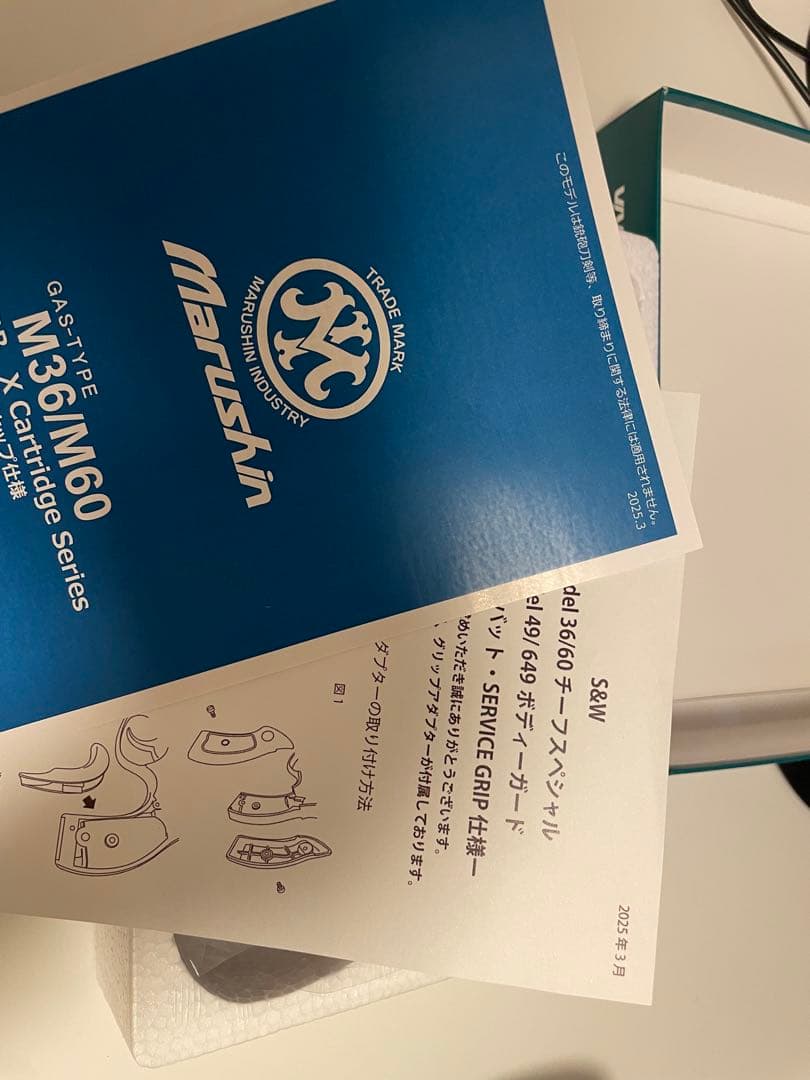 このモデルは銃砲刀剣等、取り締まりに関する法律には適用されません。
2025.3
TRADE MARK
MARUSHIN INDUSTRY
Marushin
GAS-TYPE
M36/M60
X Cartridge Series
仕様
2025年3月
S&W
36/60 チーフスペシャル
49/649 ボディーガード
・SERVICE GRIP 仕様ー
いただき誠にありがとうございます。
グリップアダプターが付属しております。
ダプターの取り付け方法
図1